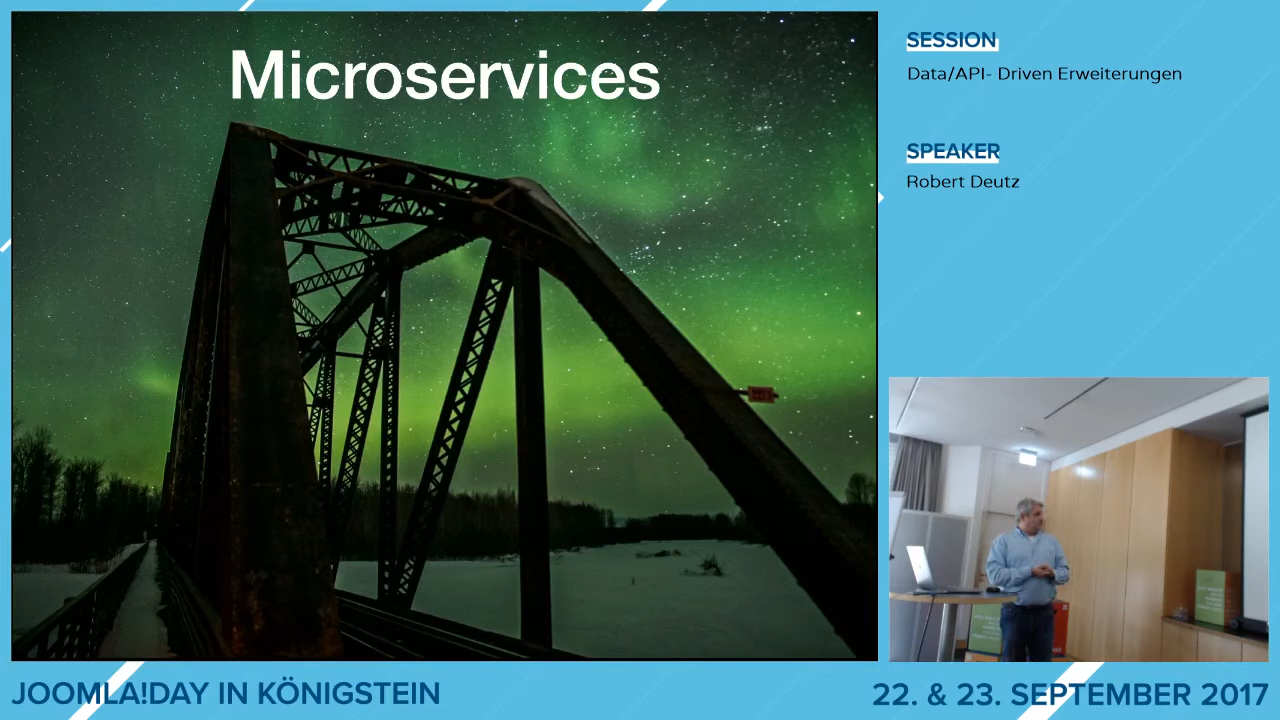 Microservices
SESSION
Data/API- Driven Erweiterungen
SPEAKER
Robert Deutz
JOOMLA!DAY IN KÖNIGSTEIN
22. & 23. SEPTEMBER 2017